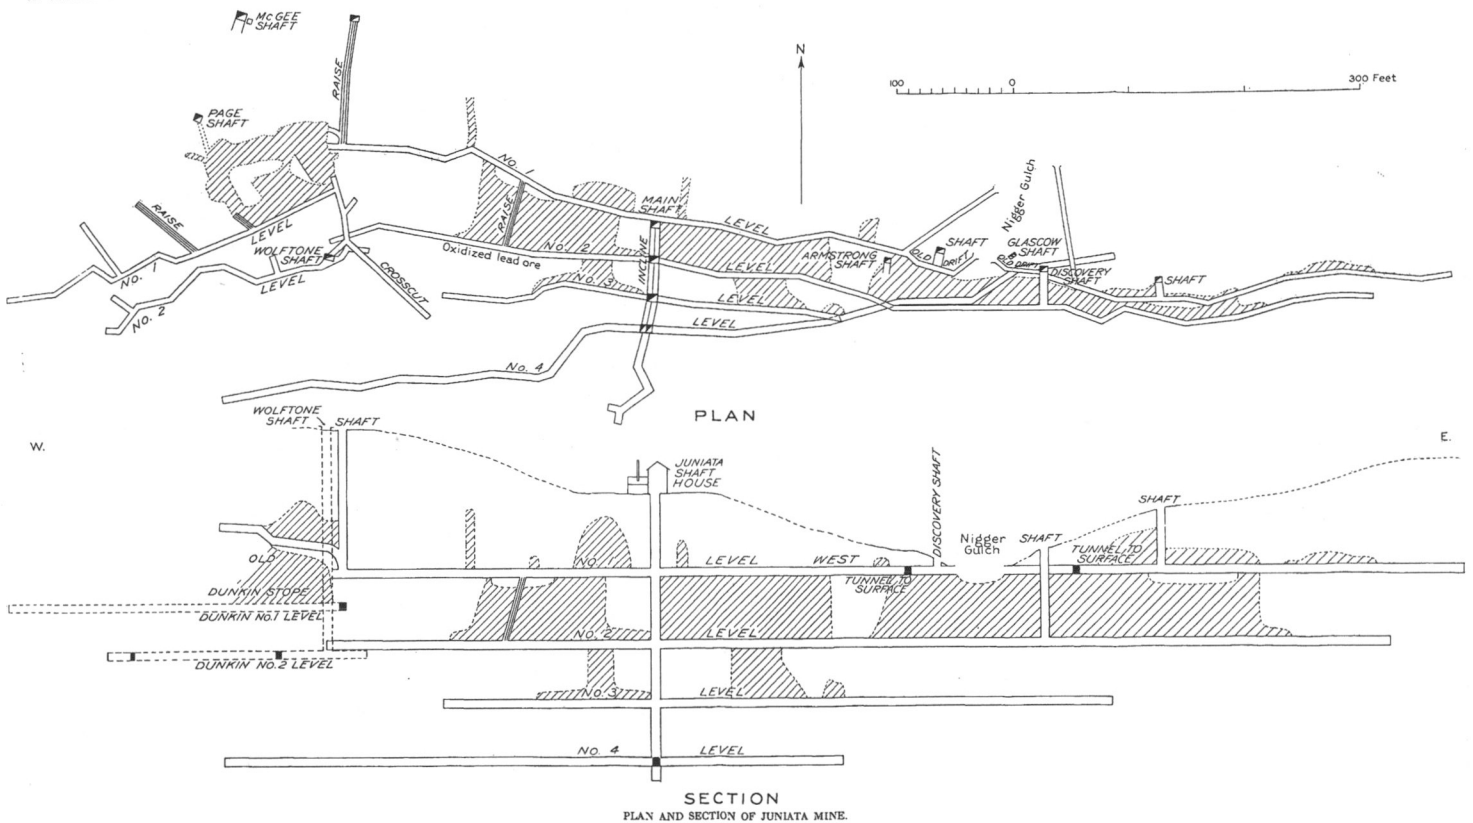 McGEE
SHAFT
RAISE
N
100 0 300 Feet
PAGE
SHAFT
No. 1
Nigger Gulch
RAISE
MAIN
SHAFT
LEVEL
RAISE
LEVEL
WOLFTONE
SHAFT
No. 2
Oxidized lead ore
INCLINE
LEVEL
ARMSTRONG
SHAFT
OLD DRIFT
SHAFT
GLASCOW
SHAFT
OLD DRIFT
DISCOVERY
SHAFT
SHAFT
No. 1
LEVEL
CROSSCUT
No. 3
LEVEL
No. 2
LEVEL
No. 4
PLAN
WOLFTONE
SHAFT
SHAFT
W.
E.
JUNIATA
SHAFT
HOUSE
DISCOVERY SHAFT
SHAFT
Nigger
Gulch
SHAFT
OLD
No. 1 LEVEL WEST
TUNNEL TO
SURFACE
TUNNEL TO
SURFACE
DUNKIN STOPE
DUNKIN No.1 LEVEL
No. 2 LEVEL
DUNKIN No.2 LEVEL
No. 3 LEVEL
No. 4 LEVEL
SECTION
PLAN AND SECTION OF JUNIATA MINE.